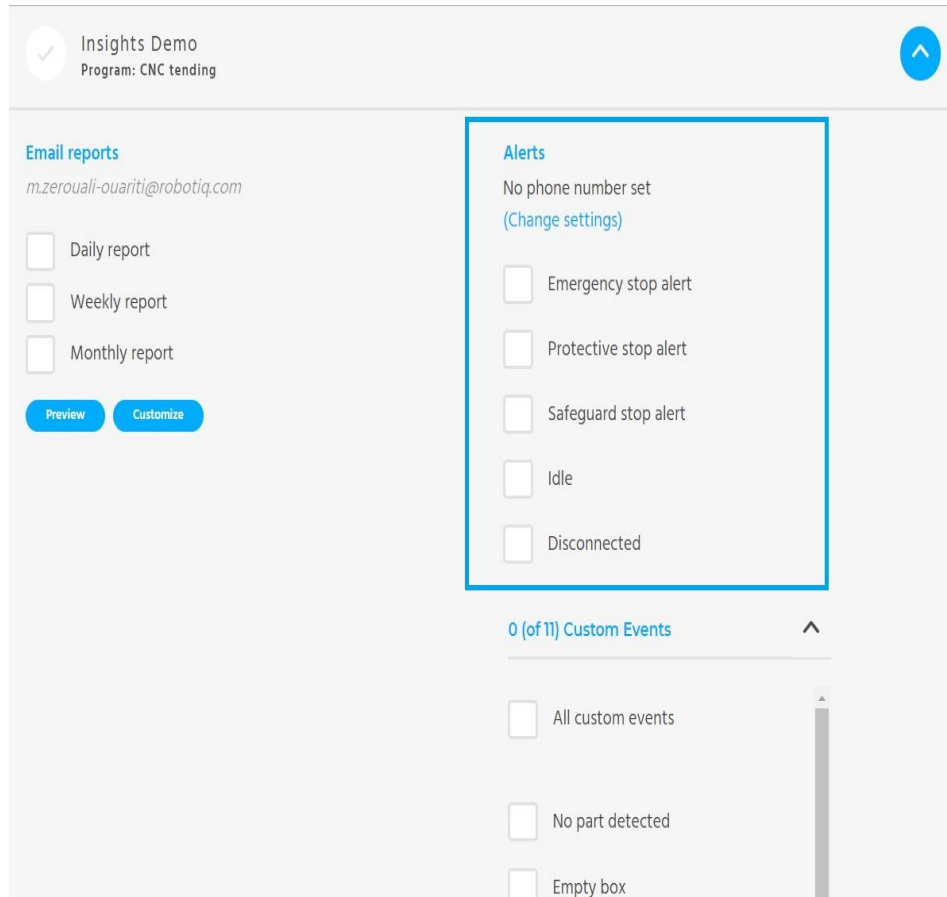 Insights Demo
Program: CNC tending
Email reports
m.zerouali-ouariti@robotiq.com
Daily report
Weekly report
Monthly report
Preview
Customize
Alerts
No phone number set
(Change settings)
Emergency stop alert
Protective stop alert
Safeguard stop alert
Idle
Disconnected
0 (of 11) Custom Events
All custom events
No part detected
Empty box